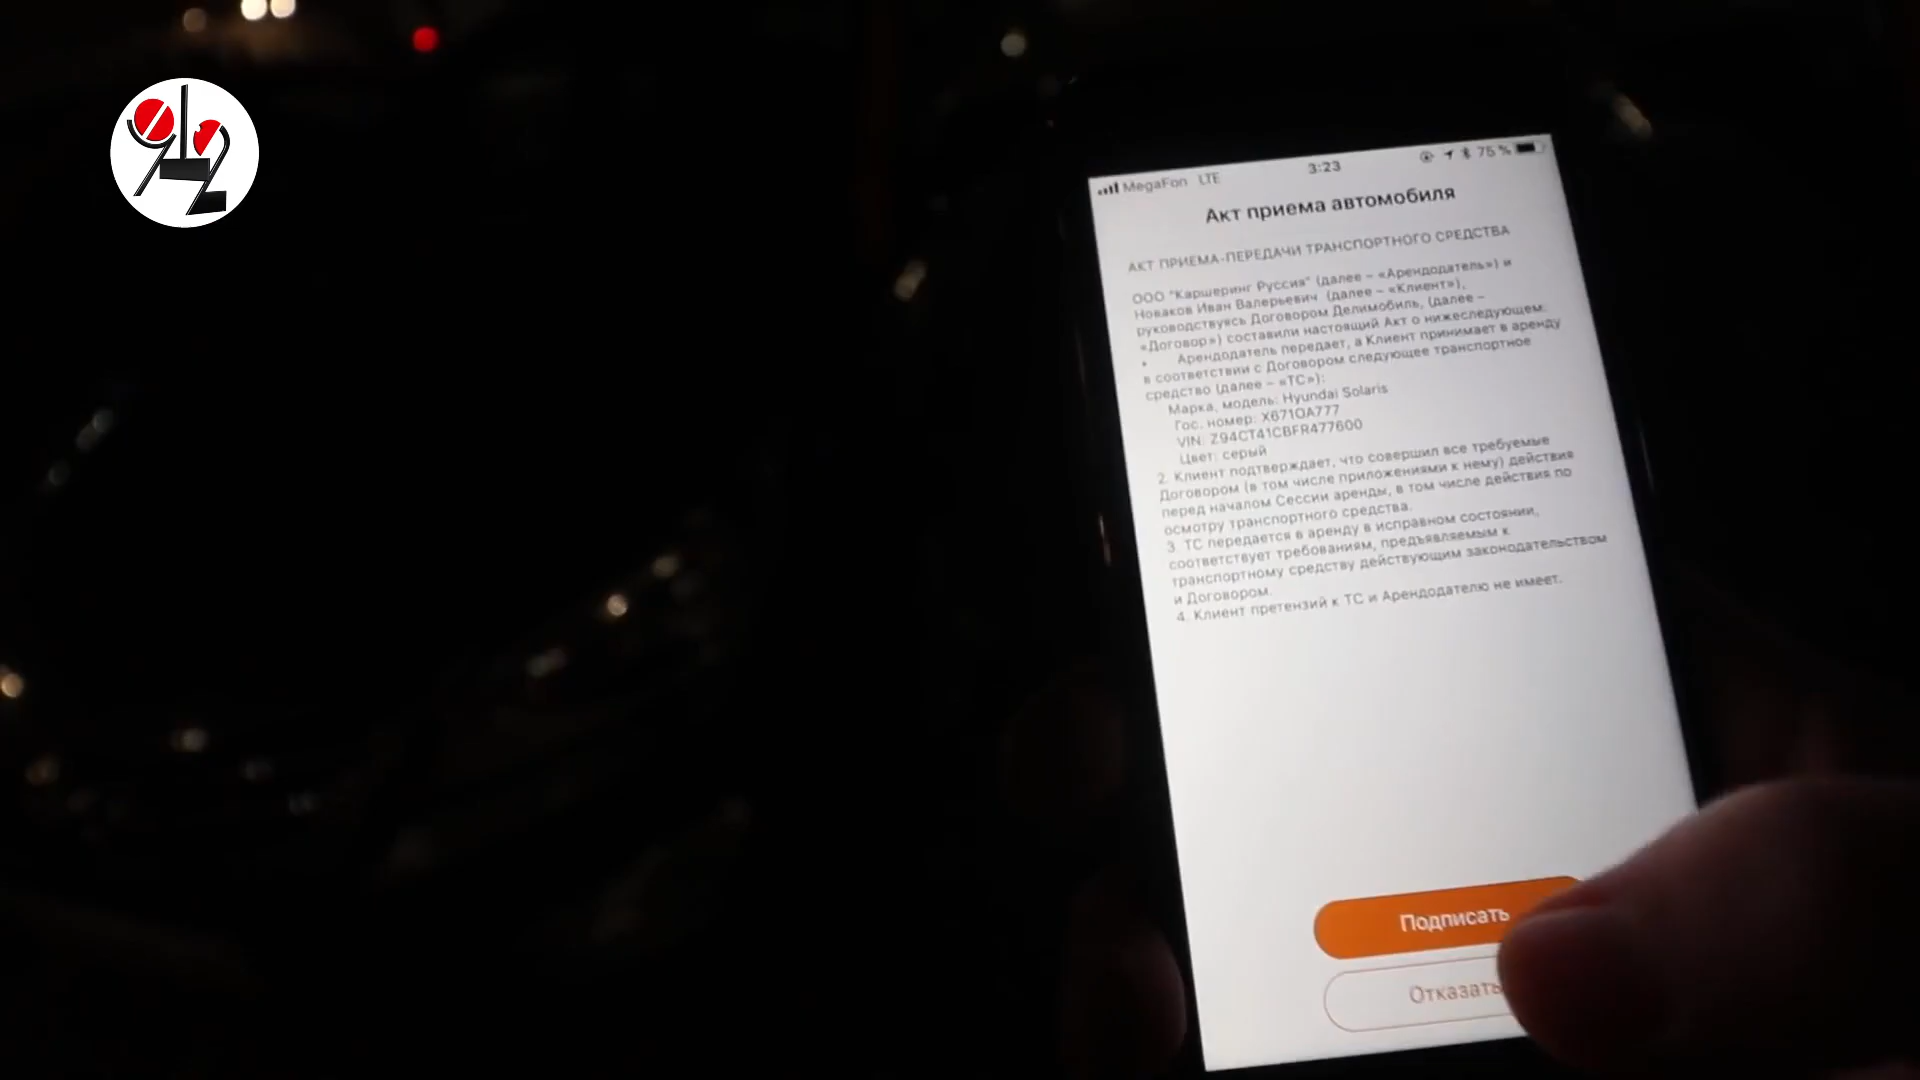 912
MegaFon LTE 3:23 75 %
Акт приема автомобиля
АКТ ПРИЕМА-ПЕРЕДАЧИ ТРАНСПОРТНОГО СРЕДСТВА
ООО "Каршеринг Руссия" (далее – «Арендодатель») и
Новаков Иван Валерьевич (далее – «Клиент»),
руководствуясь Договором Делимобиль, (далее –
«Договор») составили настоящий Акт о нижеследующем:
• Арендодатель передает, а Клиент принимает в аренду
в соответствии с Договором следующее транспортное
средство (далее – «ТС»):
Марка, модель: Hyundai Solaris
Гос. номер: X671OA777
VIN: Z94CT41CBFR477600
Цвет: серый
2. Клиент подтверждает, что совершил все требуемые
Договором (в том числе приложениями к нему) действия
перед началом Сессии аренды, в том числе действия по
осмотру транспортного средства.
3. ТС передается в аренду в исправном состоянии,
соответствует требованиям, предъявляемым к
транспортному средству действующим законодательством
и Договором.
4. Клиент претензий к ТС и Арендодателю не имеет.
Подписать
Отказать